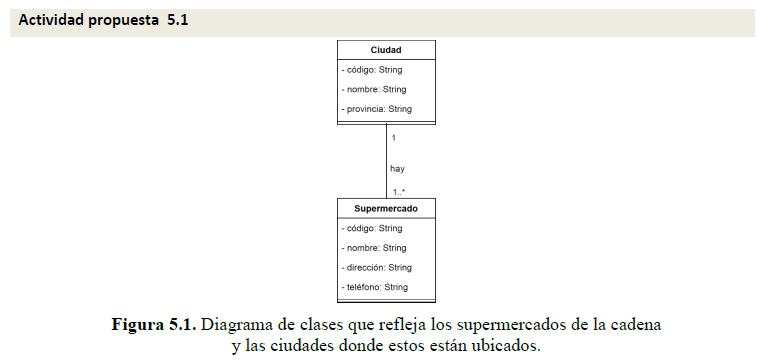 Actividad propuesta 5.1
Ciudad
- código: String
- nombre: String
- provincia: String
1
hay
1..*
Supermercado
- código: String
- nombre: String
- dirección: String
- teléfono: String
Figura 5.1. Diagrama de clases que refleja los supermercados de la cadena
y las ciudades donde estos están ubicados.